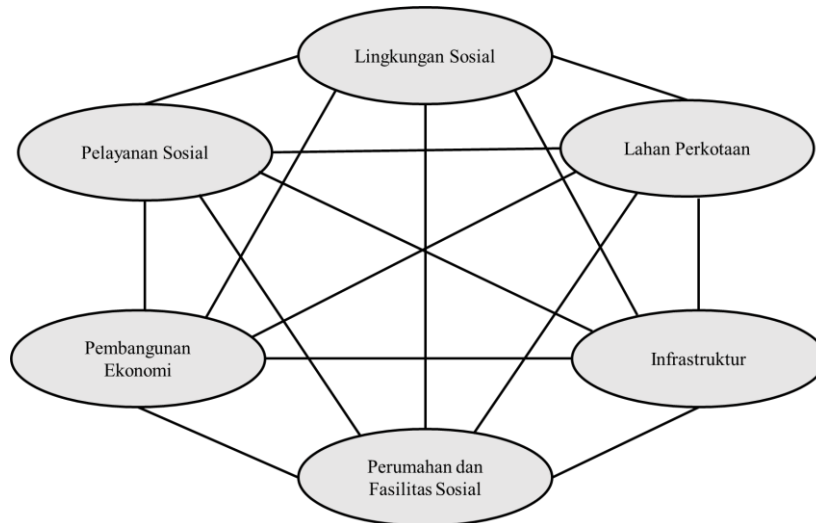 Lingkungan Sosial
Pelayanan Sosial
Lahan Perkotaan
Pembangunan
Ekonomi
Infrastruktur
Perumahan dan
Fasilitas Sosial